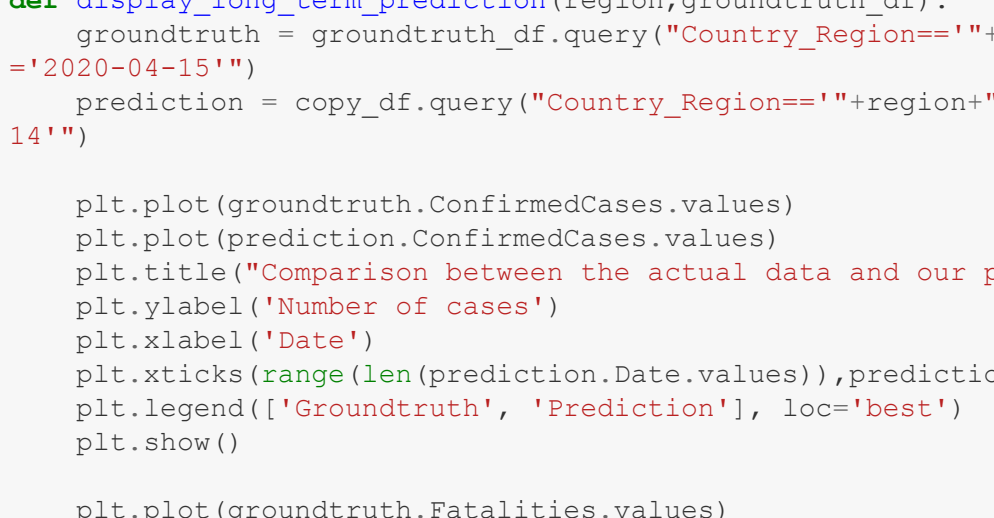 def display_long_term_prediction(region,groundtruth_df):
    groundtruth = groundtruth_df.query("Country_Region=='"+
='2020-04-15'")
    prediction = copy_df.query("Country_Region=='"+region+"
14'")
    plt.plot(groundtruth.ConfirmedCases.values)
    plt.plot(prediction.ConfirmedCases.values)
    plt.title("Comparison between the actual data and our p
    plt.ylabel('Number of cases')
    plt.xlabel('Date')
    plt.xticks(range(len(prediction.Date.values)),predictio
    plt.legend(['Groundtruth', 'Prediction'], loc='best')
    plt.show()
    plt.plot(groundtruth.Fatalities.values)